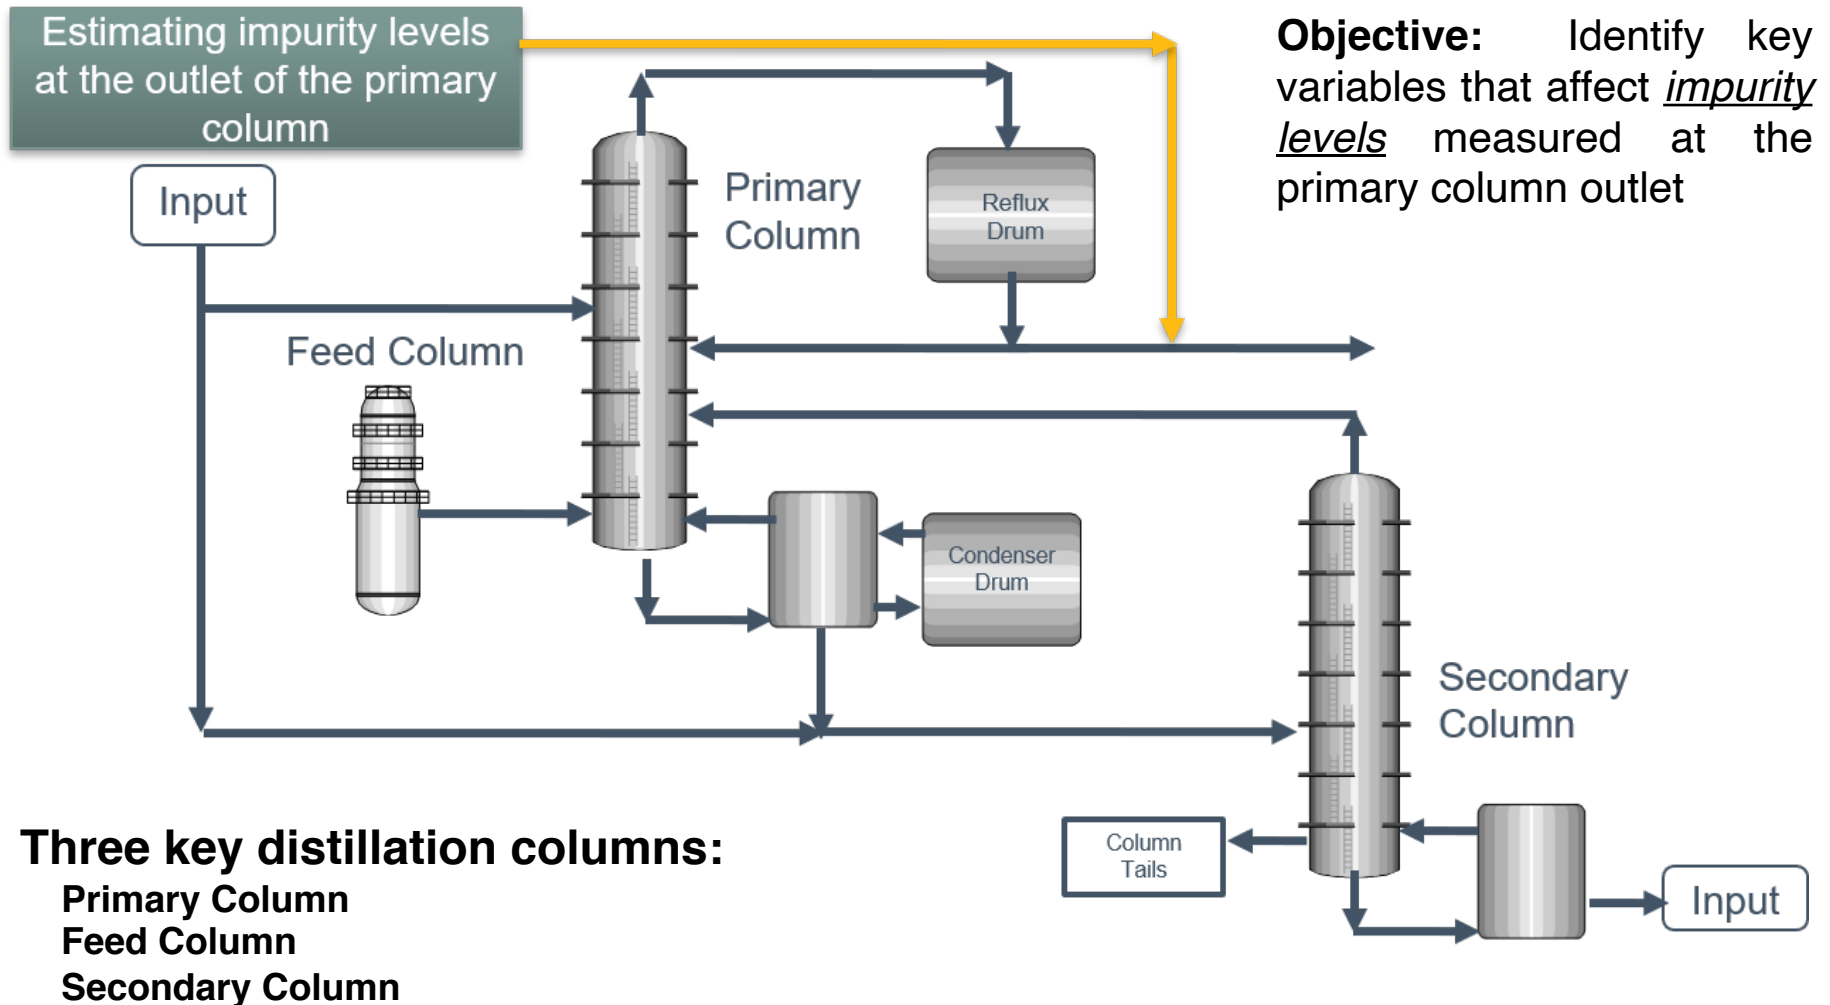 Estimating impurity levels
at the outlet of the primary
column
Objective: Identify key
variables that affect impurity
levels measured at the
primary column outlet
Input
Primary
Column
Reflux
Drum
Feed Column
Condenser
Drum
Secondary
Column
Column
Tails
Input
Three key distillation columns:
Primary Column
Feed Column
Secondary Column